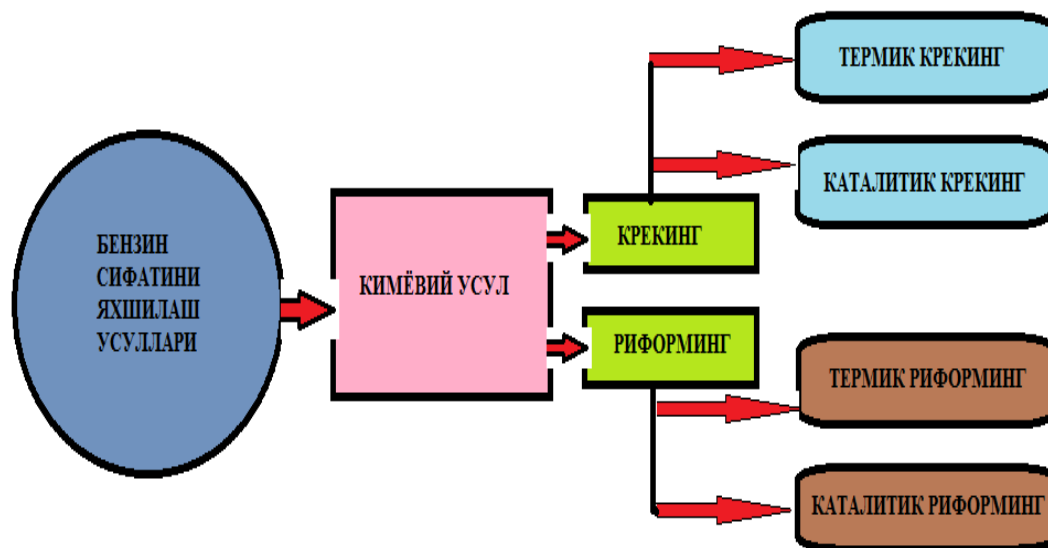 БЕНЗИН
СИФАТИНИ
ЯХШИЛАШ
УСУЛЛАРИ
КИМЁВИЙ УСУЛ
КРЕКИНГ
РИФОРМИНГ
ТЕРМИК КРЕКИНГ
КАТАЛИТИК КРЕКИНГ
ТЕРМИК РИФОРМИНГ
КАТАЛИТИК РИФОРМИНГ